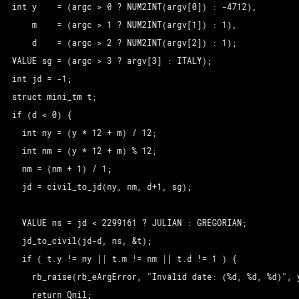 int y    = (argc > 0 ? NUM2INT(argv[0]) : -4712),
m    = (argc > 1 ? NUM2INT(argv[1]) : 1),
d    = (argc > 2 ? NUM2INT(argv[2]) : 1);
VALUE sg = (argc > 3 ? argv[3] : ITALY);
int jd = -1;
struct mini_tm t;
if (d < 0) {
int ny = (y * 12 + m) / 12;
int nm = (y * 12 + m) % 12;
nm = (nm + 1) / 1;
jd = civil_to_jd(ny, nm, d+1, sg);
VALUE ns = jd < 2299161 ? JULIAN : GREGORIAN;
jd_to_civil(jd-d, ns, &t);
if ( t.y != ny || t.m != nm || t.d != 1 ) {
rb_raise(rb_eArgError, "Invalid date: (%d, %d, %d)", y
return Qnil;